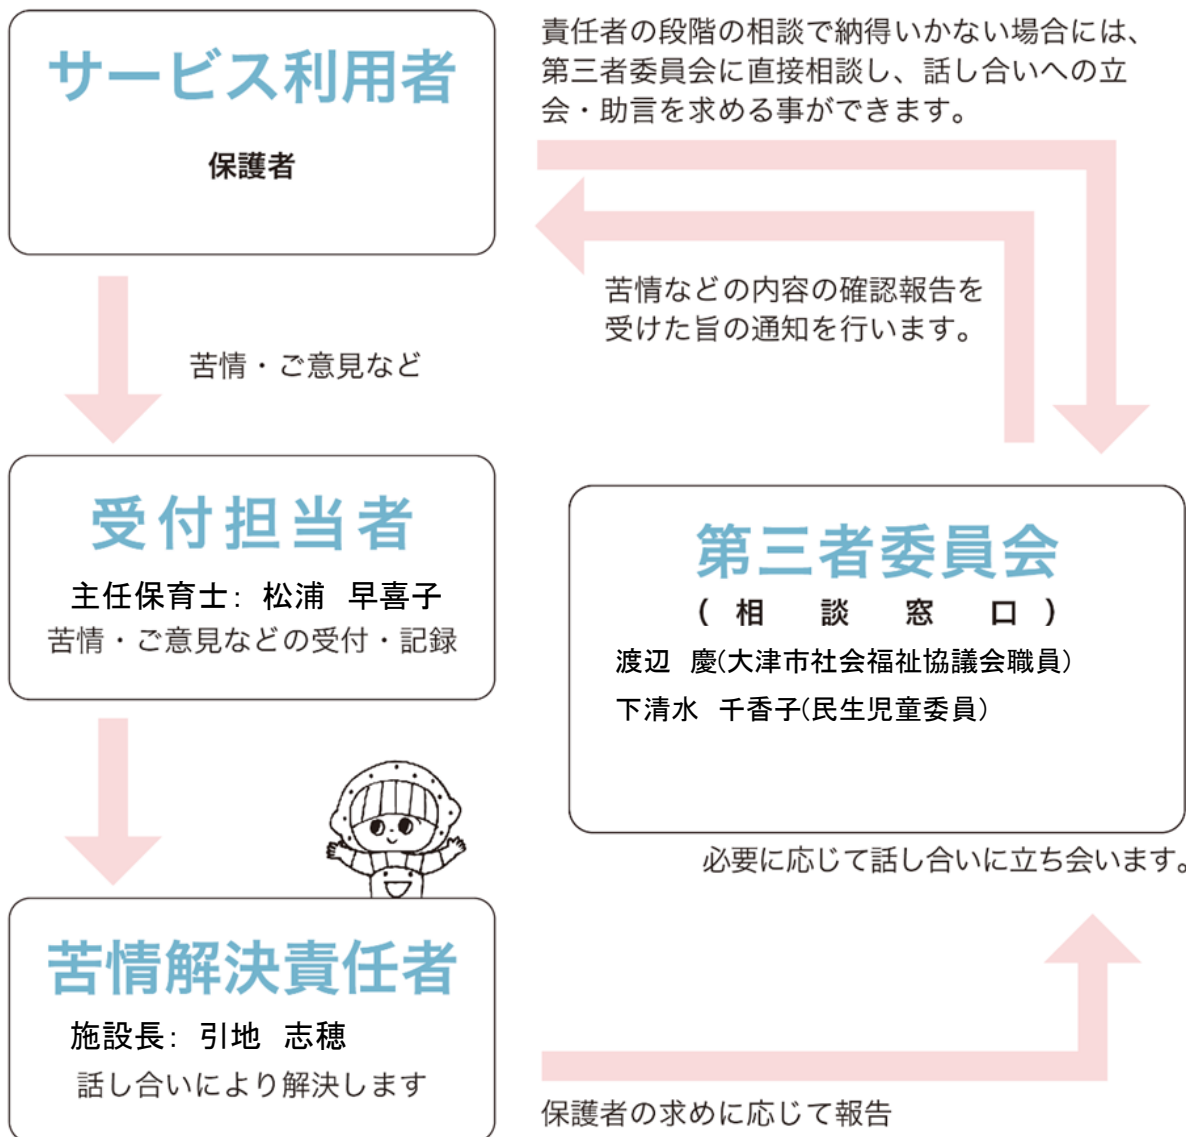 サービス利用者
保護者
責任者の段階の相談で納得いかない場合には、
第三者委員会に直接相談し、話し合いへの立
会・助言を求める事ができます。
苦情などの内容の確認報告を
受けた旨の通知を行います。
苦情・ご意見など
受付担当者
主任保育士： 松浦　早喜子
苦情・ご意見などの受付・記録
第三者委員会
(相談窓口)
渡辺　慶(大津市社会福祉協議会職員)
下清水　千香子(民生児童委員)
必要に応じて話し合いに立ち会います。
苦情解決責任者
施設長： 引地　志穂
話し合いにより解決します
保護者の求めに応じて報告